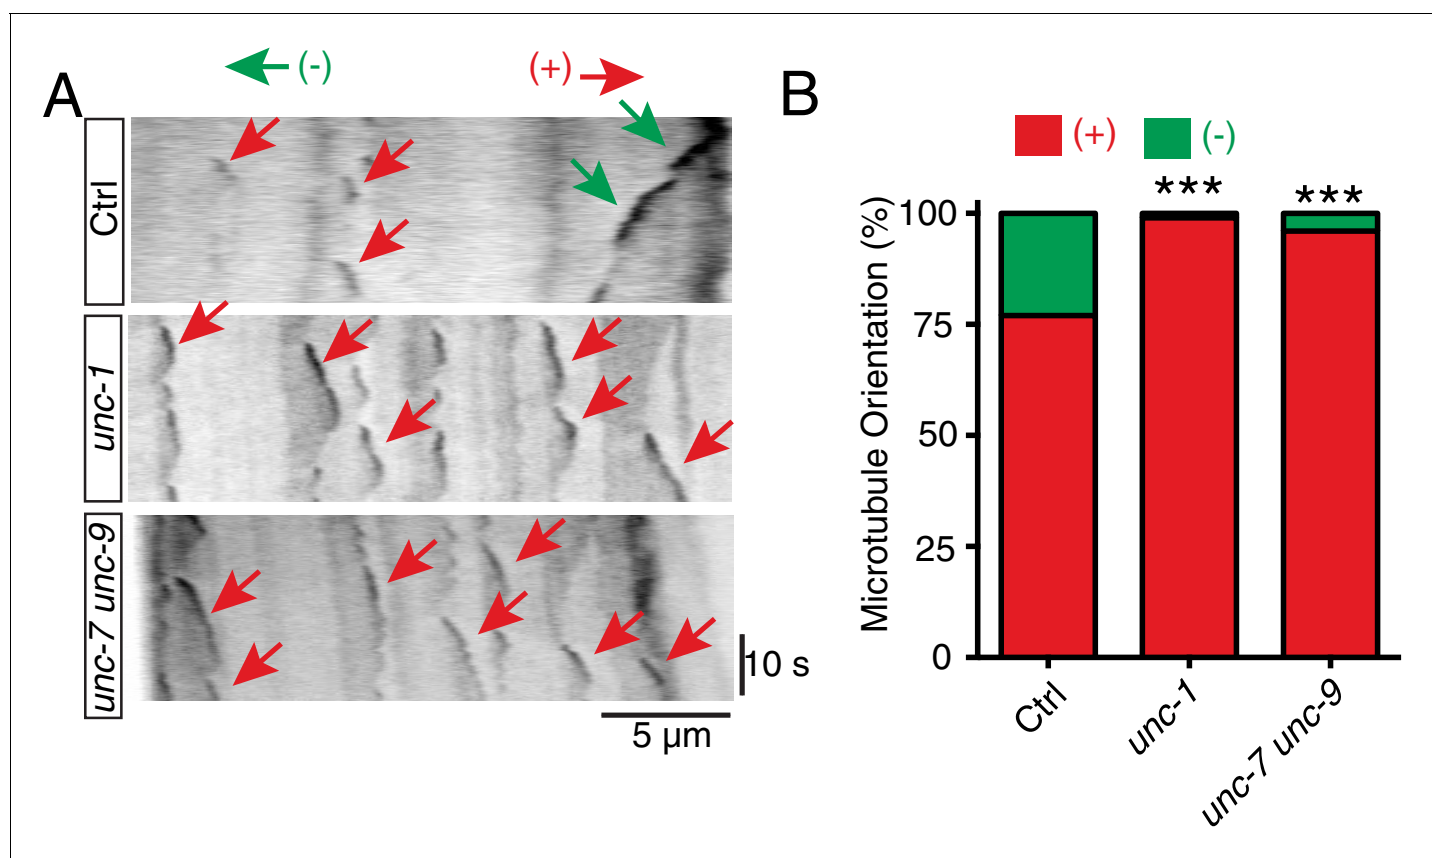 A
(-)
(+)
Ctrl
unc-1
unc-7 unc-9
10 s
5 µm
B
(+)
(-)
***
***
Microtubule Orientation (%)
100
75
50
25
0
Ctrl
unc-1
unc-7 unc-9